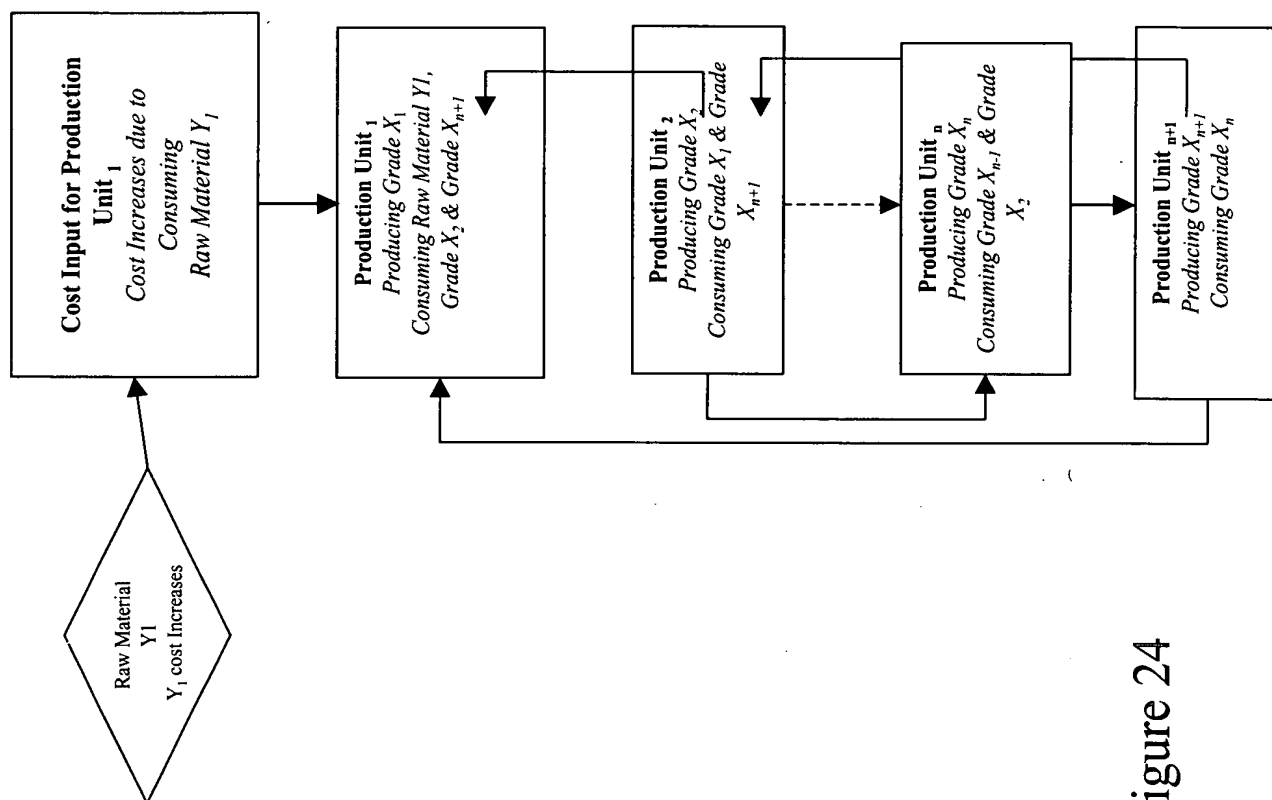 Raw Material
Y1
Y₁ cost Increases
Cost Input for Production
Unit ₁
Cost Increases due to
Consuming
Raw Material Y₁
Production Unit ₁
Producing Grade X₁
Consuming Raw Material Y1,
Grade X₂ & Grade Xₙ₊₁
Production Unit ₂
Producing Grade X₂
Consuming Grade X₁ & Grade
Xₙ₊₁
Production Unit ₙ
Producing Grade Xₙ
Consuming Grade Xₙ₋₁ & Grade
X₂
Production Unit ₙ₊₁
Producing Grade Xₙ₊₁
Consuming Grade Xₙ
igure 24